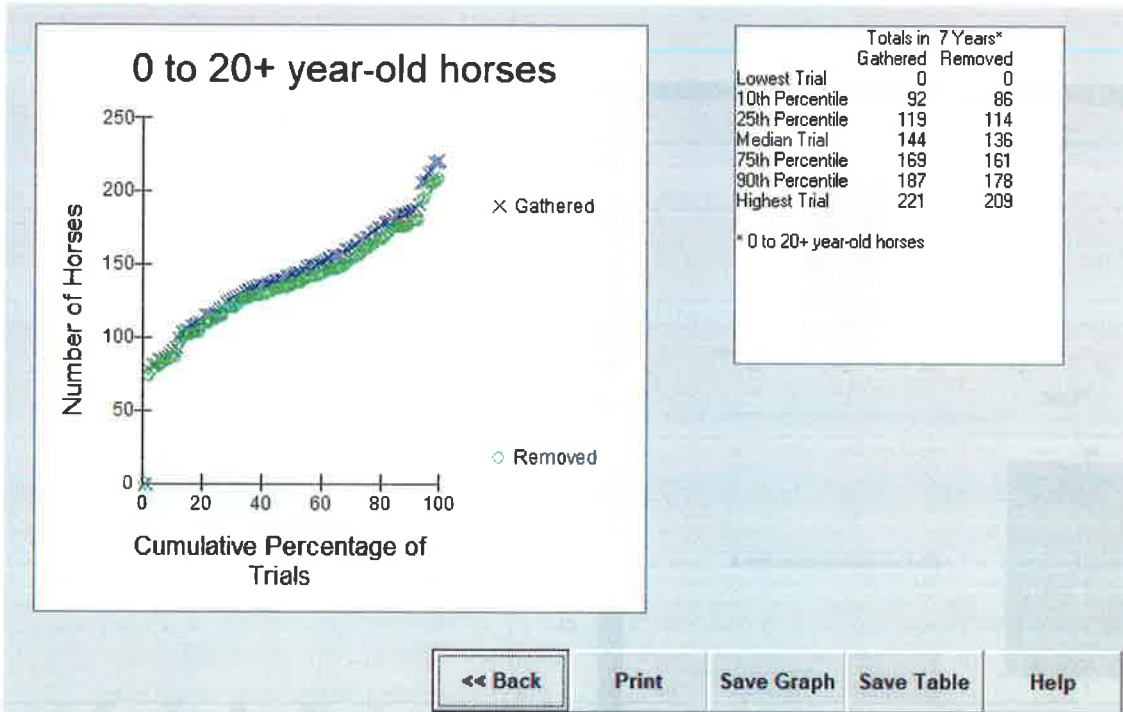 0 to 20+ year-old horses
250
200
150
100
50
0
Number of Horses
0 20 40 60 80 100
Cumulative Percentage of
Trials
× Gathered
○ Removed
Totals in 7 Years*
Gathered Removed
Lowest Trial 0 0
10th Percentile 92 86
25th Percentile 119 114
Median Trial 144 136
75th Percentile 169 161
90th Percentile 187 178
Highest Trial 221 209
* 0 to 20+ year-old horses
<< Back Print Save Graph Save Table Help